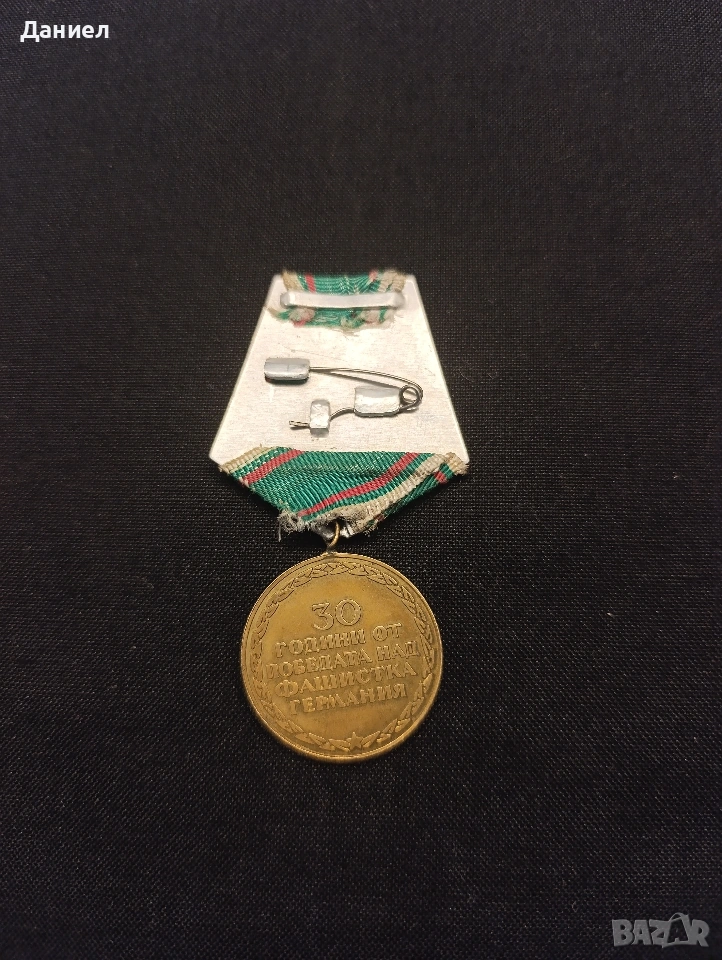 Даниел
30
ГОДИНИ ОТ
ПОБЕДАТА НАД
ФАШИСТКА
ГЕРМАНИЯ
BAZAR